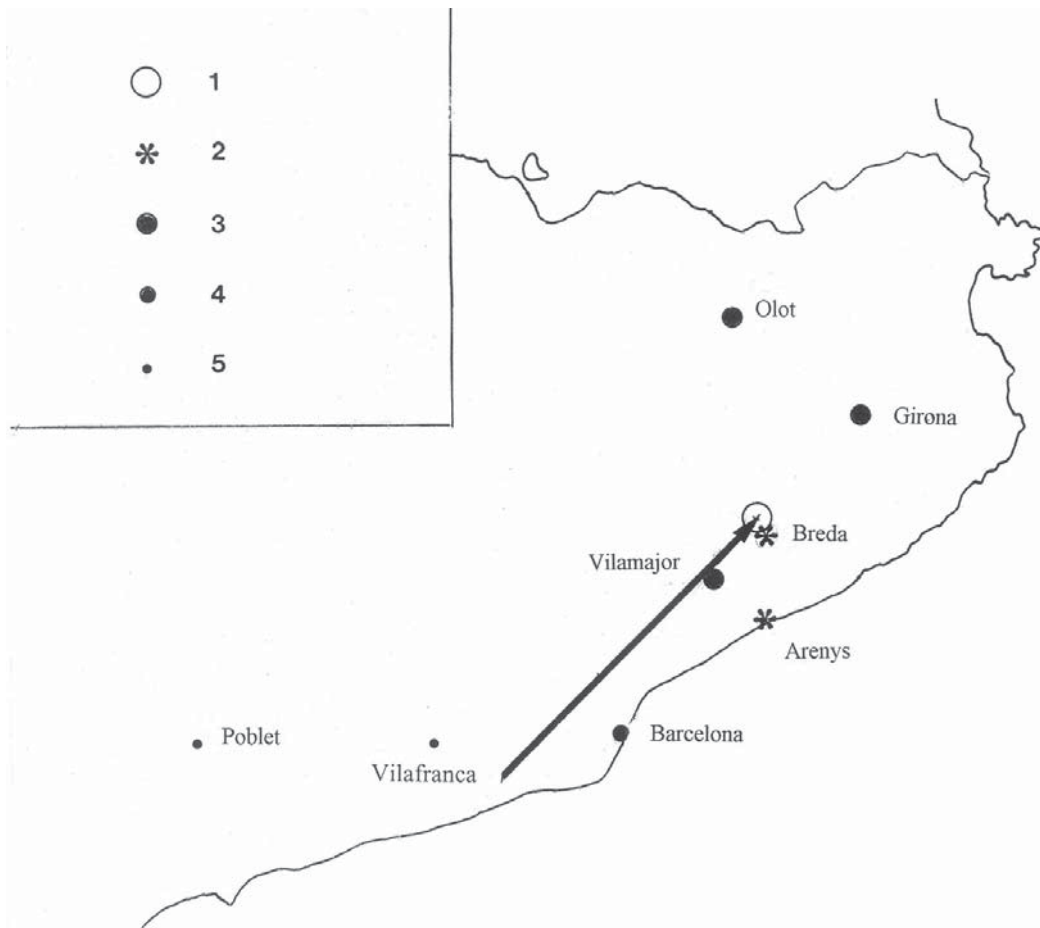 1
2
3
4
5
Olot
Girona
Breda
Vilamajor
Arenys
Barcelona
Poblet
Vilafranca